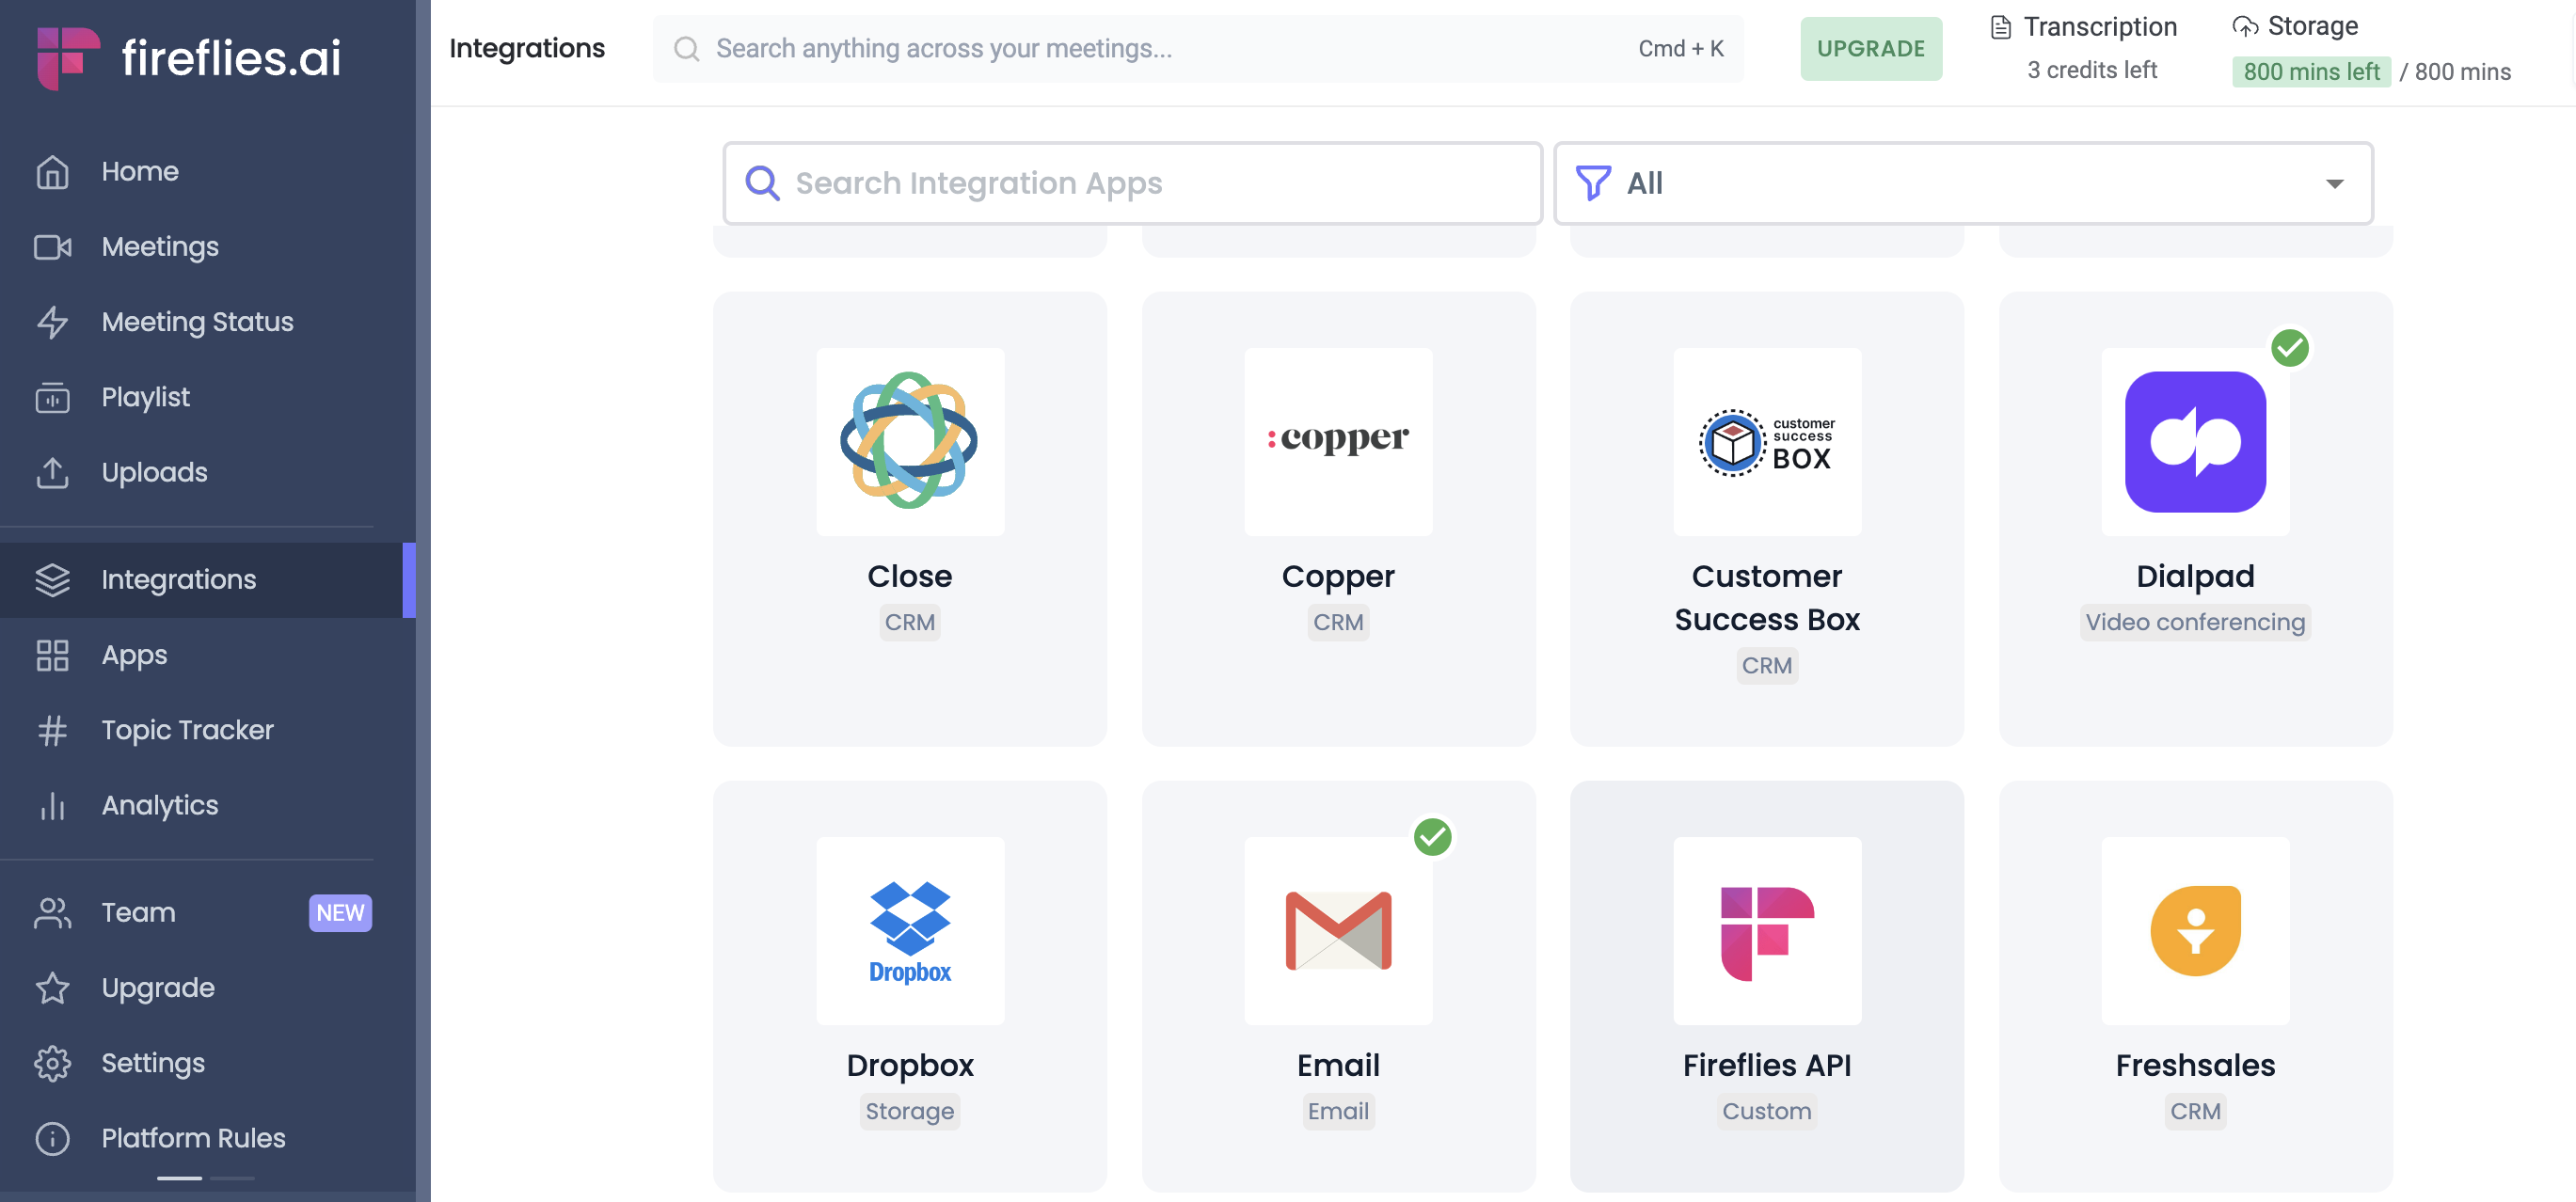 fireflies.ai
Home
Meetings
Meeting Status
Playlist
Uploads
Integrations
Apps
Topic Tracker
Analytics
Team NEW
Upgrade
Settings
Platform Rules
Integrations
Search anything across your meetings... Cmd + K
UPGRADE
Transcription
3 credits left
Storage
800 mins left / 800 mins
Search Integration Apps
All
Close
CRM
:copper
Copper
CRM
customer
success
BOX
Customer
Success Box
CRM
dp
Dialpad
Video conferencing
Dropbox
Dropbox
Storage
Email
Email
Fireflies API
Custom
Freshsales
CRM